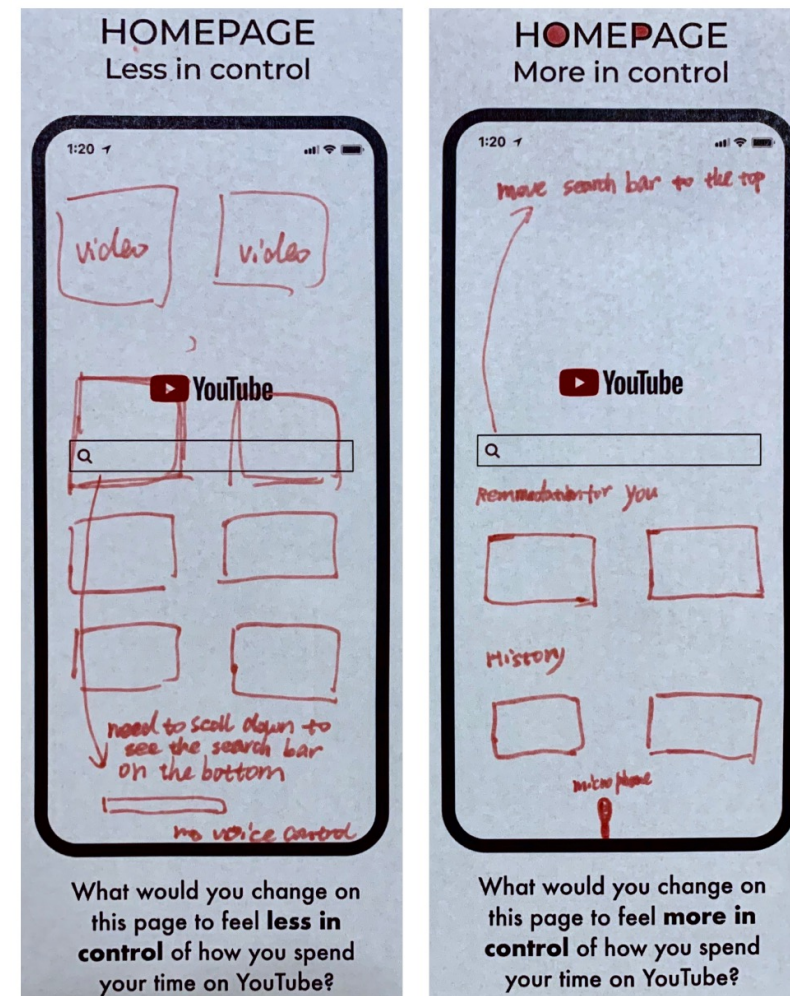 HOMEPAGE
Less in control
1:20
video
video
YouTube
need to scoll down to
see the search bar
on the bottom
no voice control
What would you change on
this page to feel less in
control of how you spend
your time on YouTube?
HOMEPAGE
More in control
1:20
move search bar to the top
YouTube
for you
History
microphone
What would you change on
this page to feel more in
control of how you spend
your time on YouTube?